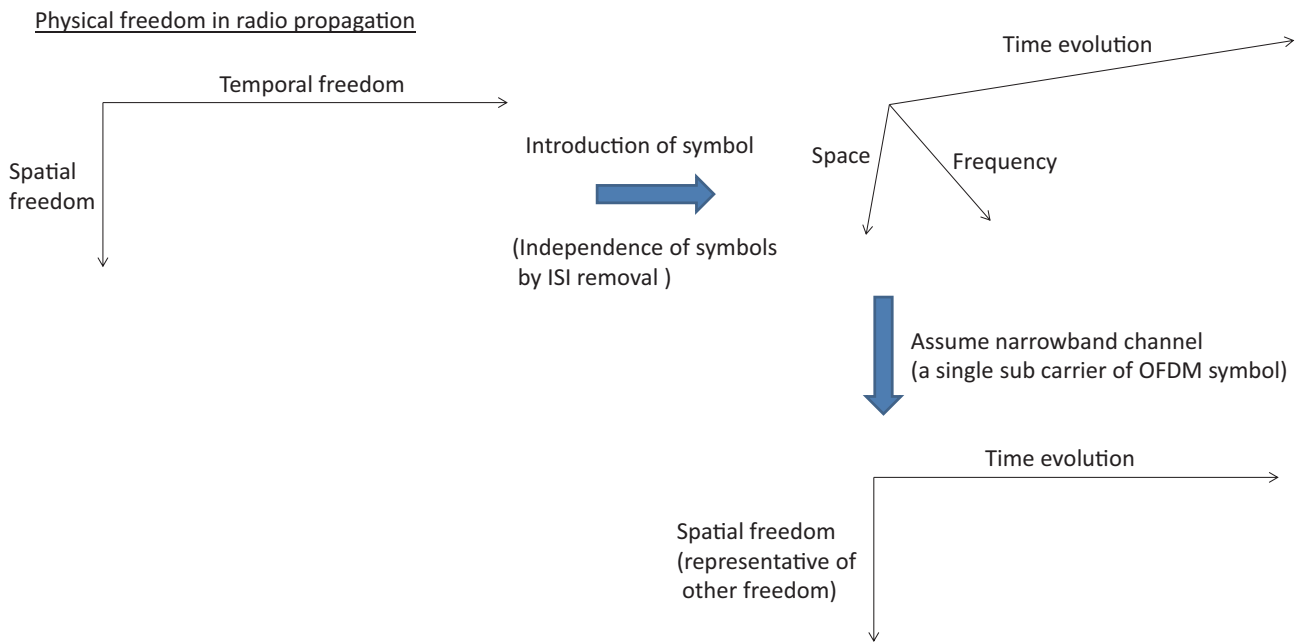 Physical freedom in radio propagation
Temporal freedom
Spatial
freedom
Introduction of symbol
(Independence of symbols
by ISI removal )
Time evolution
Space
Frequency
Assume narrowband channel
(a single sub carrier of OFDM symbol)
Time evolution
Spatial freedom
(representative of
other freedom)